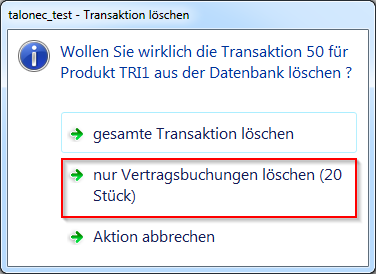 talonec_test - Transaktion löschen
Wollen Sie wirklich die Transaktion 50 für
Produkt TRI1 aus der Datenbank löschen ?
gesamte Transaktion löschen
nur Vertragsbuchungen löschen (20
Stück)
Aktion abbrechen